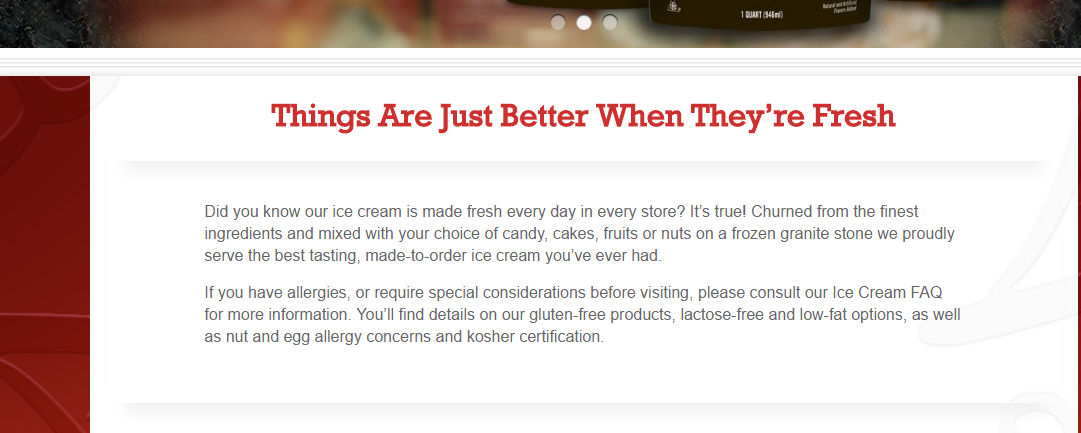 1 QUART (946ml)
Natural and Artificial
Flavors Added
Things Are Just Better When They’re Fresh
Did you know our ice cream is made fresh every day in every store? It’s true! Churned from the finest
ingredients and mixed with your choice of candy, cakes, fruits or nuts on a frozen granite stone we proudly
serve the best tasting, made-to-order ice cream you’ve ever had.
If you have allergies, or require special considerations before visiting, please consult our Ice Cream FAQ
for more information. You’ll find details on our gluten-free products, lactose-free and low-fat options, as well
as nut and egg allergy concerns and kosher certification.